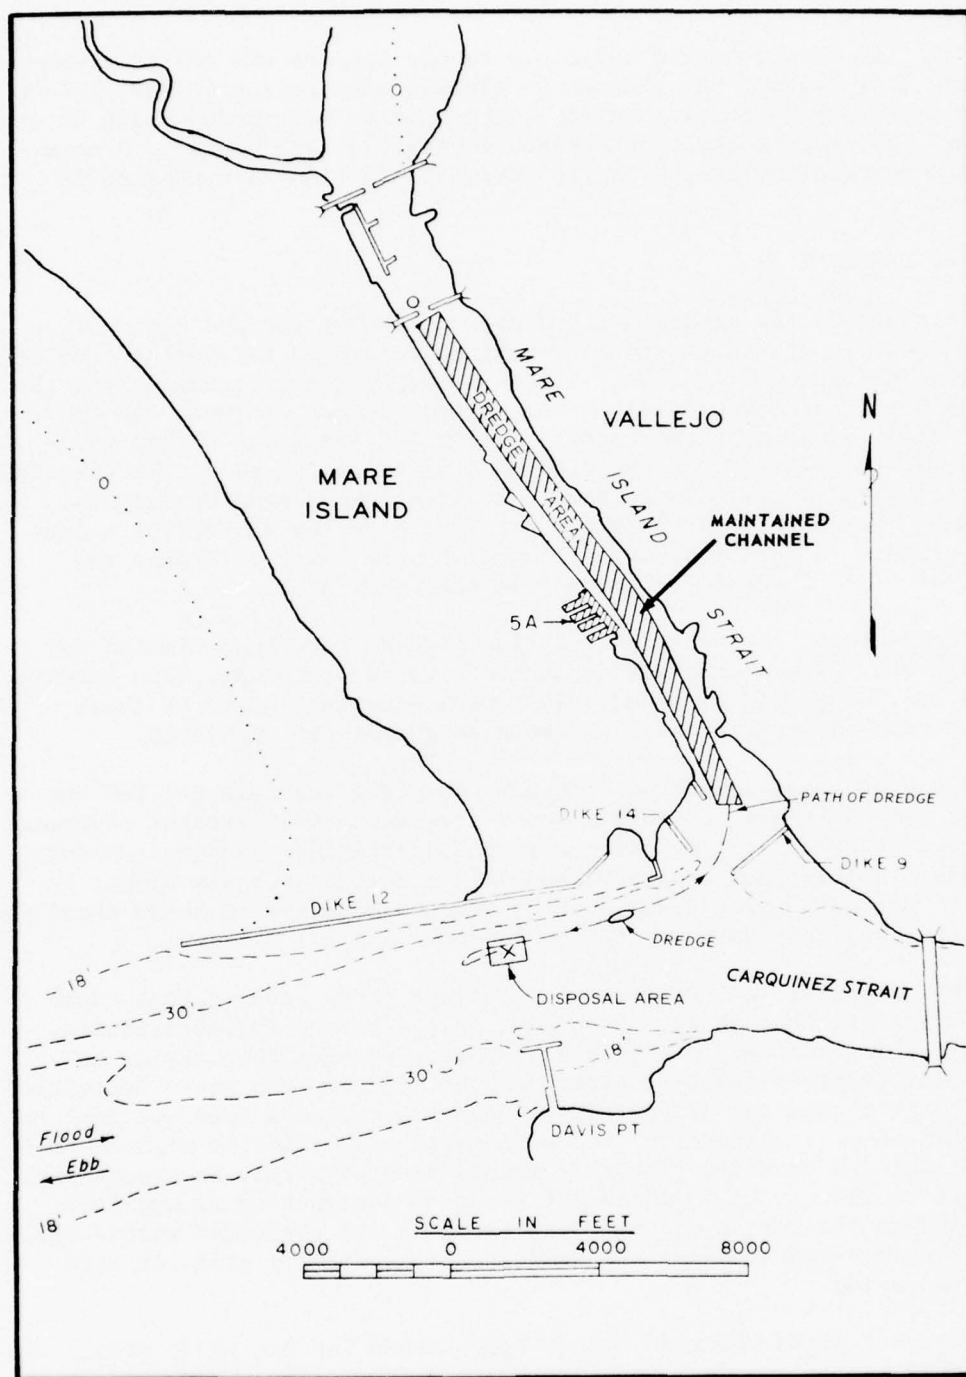 0
0
MARE
ISLAND
STRAIT
VALLEJO
N
DREDGE
AREA
MARE
ISLAND
0
MAINTAINED
CHANNEL
5A
PATH OF DREDGE
DIKE 14
DIKE 9
DIKE 12
DREDGE
X
DISPOSAL AREA
CARQUINEZ STRAIT
18'
30'
18'
30'
DAVIS PT
Flood
Ebb
18'
SCALE IN FEET
4000 0 4000 8000